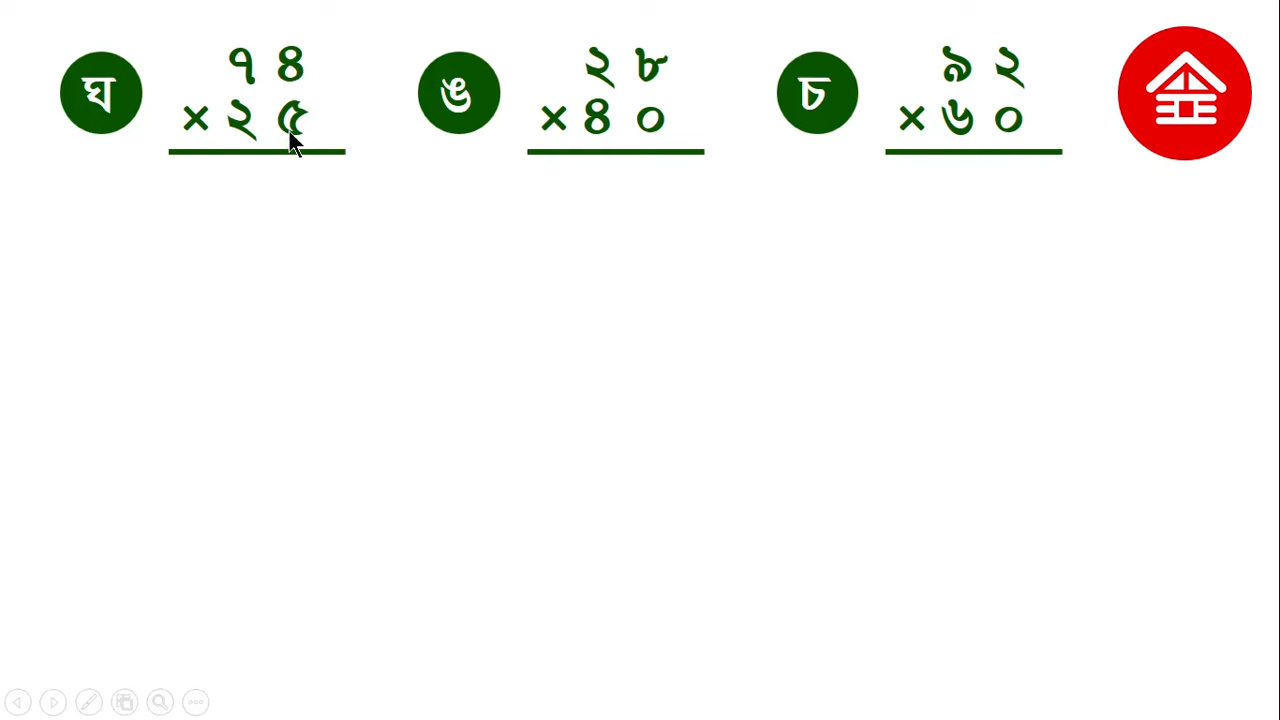 ঘ ৭ ৪
× ২ ৫
ঙ ২ ৮
× ৪ ০
চ ৯ ২
× ৬ ০